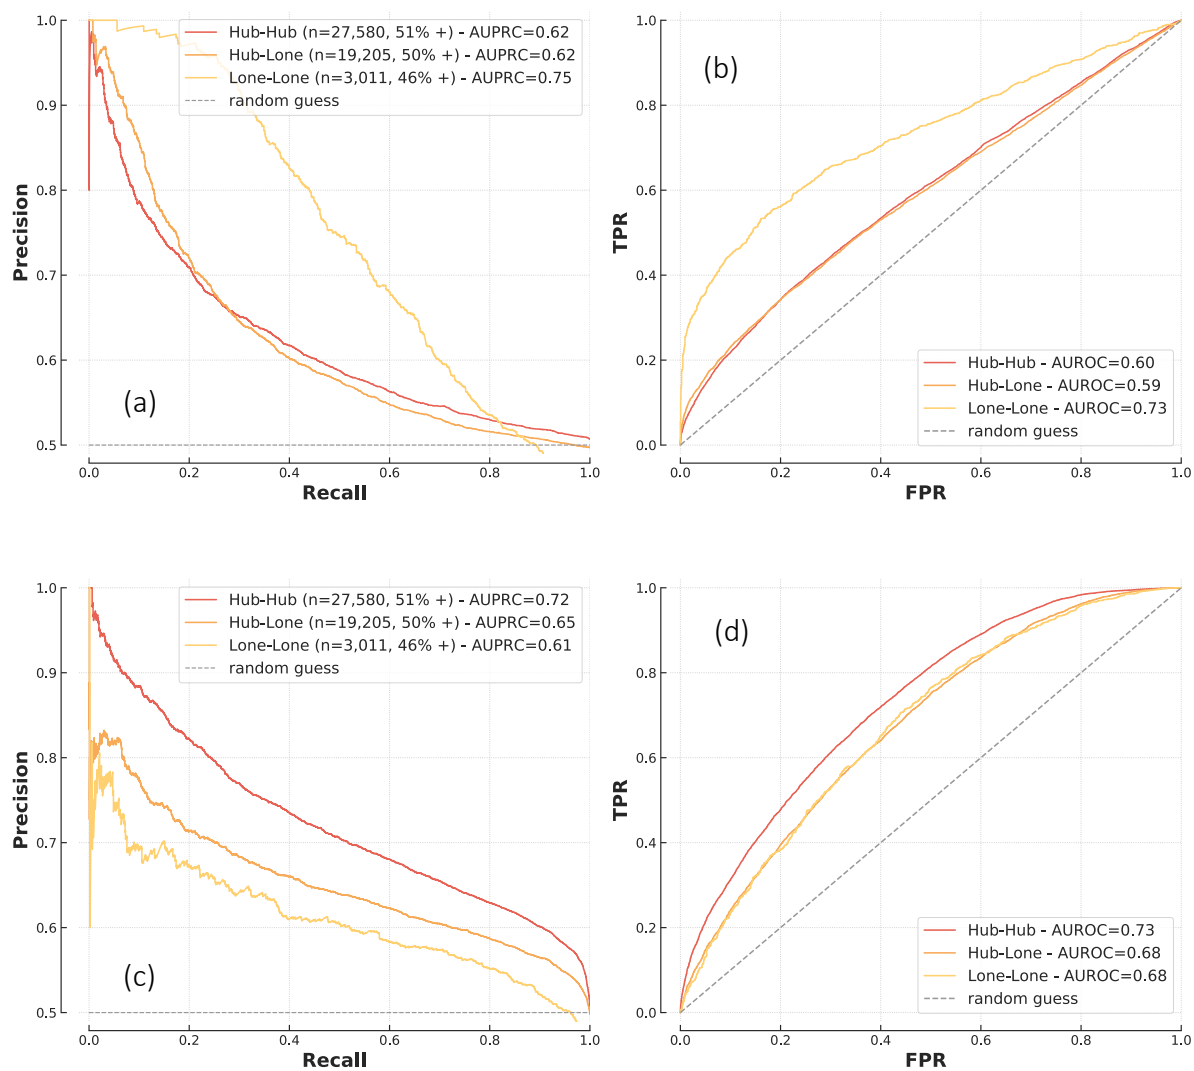 1.0
0.9
0.8
0.7
0.6
0.5
Precision
Hub-Hub (n=27,580, 51% +) - AUPRC=0.62
Hub-Lone (n=19,205, 50% +) - AUPRC=0.62
Lone-Lone (n=3,011, 46% +) - AUPRC=0.75
random guess
(a)
0.0 0.2 0.4 0.6 0.8 1.0
Recall
1.0
0.8
0.6
0.4
0.2
0.0
TPR
(b)
Hub-Hub - AUROC=0.60
Hub-Lone - AUROC=0.59
Lone-Lone - AUROC=0.73
random guess
0.0 0.2 0.4 0.6 0.8 1.0
FPR
1.0
0.9
0.8
0.7
0.6
0.5
Precision
Hub-Hub (n=27,580, 51% +) - AUPRC=0.72
Hub-Lone (n=19,205, 50% +) - AUPRC=0.65
Lone-Lone (n=3,011, 46% +) - AUPRC=0.61
random guess
(c)
0.0 0.2 0.4 0.6 0.8 1.0
Recall
1.0
0.8
0.6
0.4
0.2
0.0
TPR
(d)
Hub-Hub - AUROC=0.73
Hub-Lone - AUROC=0.68
Lone-Lone - AUROC=0.68
random guess
0.0 0.2 0.4 0.6 0.8 1.0
FPR